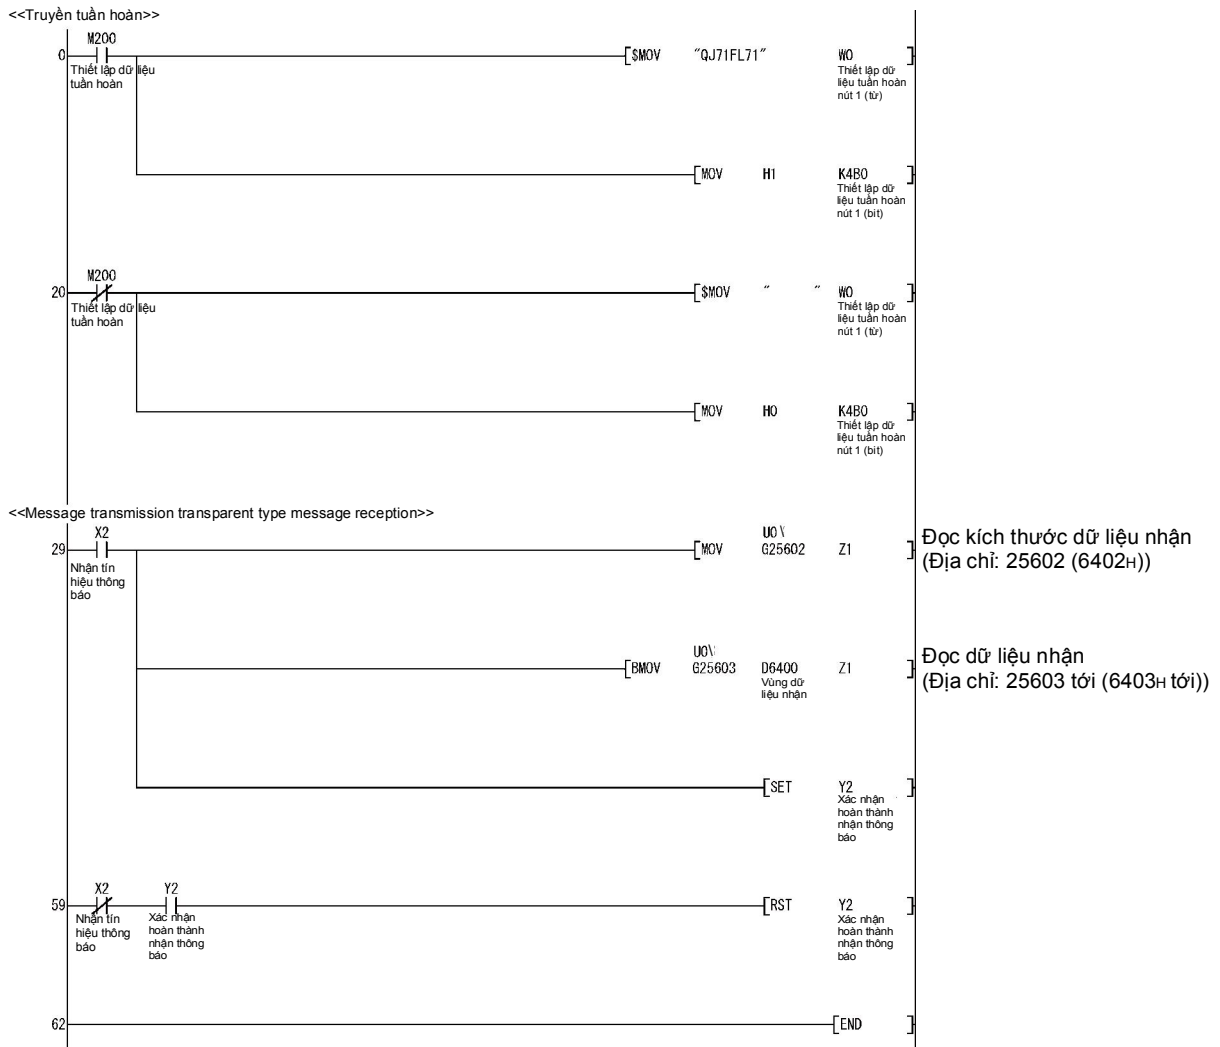 <<Truyền tuần hoàn>>
M200
0
[$MOV "QJ71FL71" W0 ]
Thiết lập dữ liệu
tuần hoàn
Thiết lập dữ
liệu tuần hoàn
nút 1 (từ)
[MOV H1 K4B0 ]
Thiết lập dữ
liệu tuần hoàn
nút 1 (bit)
M200
20
[$MOV " " W0 ]
Thiết lập dữ liệu
tuần hoàn
Thiết lập dữ
liệu tuần hoàn
nút 1 (từ)
[MOV H0 K4B0 ]
Thiết lập dữ
liệu tuần hoàn
nút 1 (bit)
<<Message transmission transparent type message reception>>
X2
29
U0\
[MOV G25602 Z1 ]
Nhận tín
hiệu thông
báo
Đọc kích thước dữ liệu nhận
(Địa chỉ: 25602 (6402H))
U0\
[BMOV G25603 D6400 Z1 ]
Vùng dữ
liệu nhận
Đọc dữ liệu nhận
(Địa chỉ: 25603 tới (6403H tới))
[SET Y2 ]
Xác nhận
hoàn thành
nhận thông
báo
X2 Y2
59
[RST Y2 ]
Nhận tín
hiệu thông
báo
Xác nhận
hoàn thành
nhận thông
báo
Xác nhận
hoàn thành
nhận thông
báo
62
[END ]